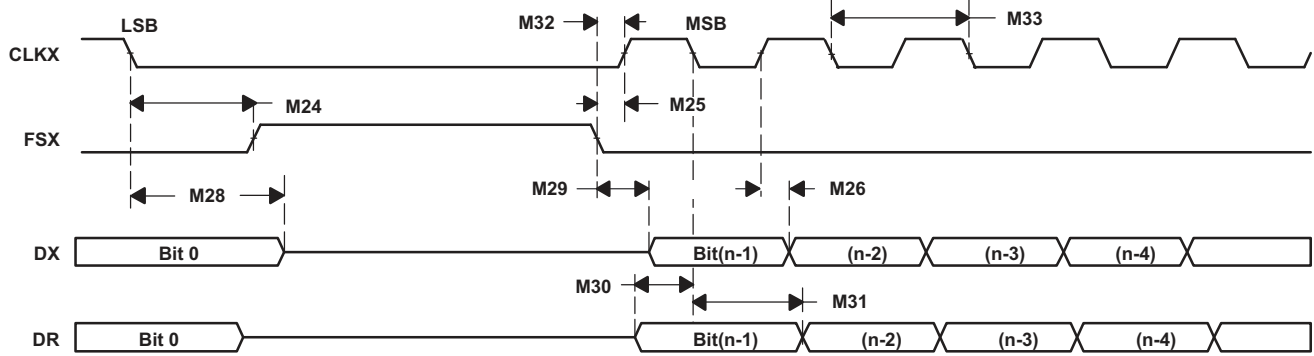 LSB
M32
MSB
M33
CLKX
M24
M25
FSX
M28
M29
M26
DX
Bit 0
Bit(n-1)
(n-2)
(n-3)
(n-4)
M30
M31
DR
Bit 0
Bit(n-1)
(n-2)
(n-3)
(n-4)